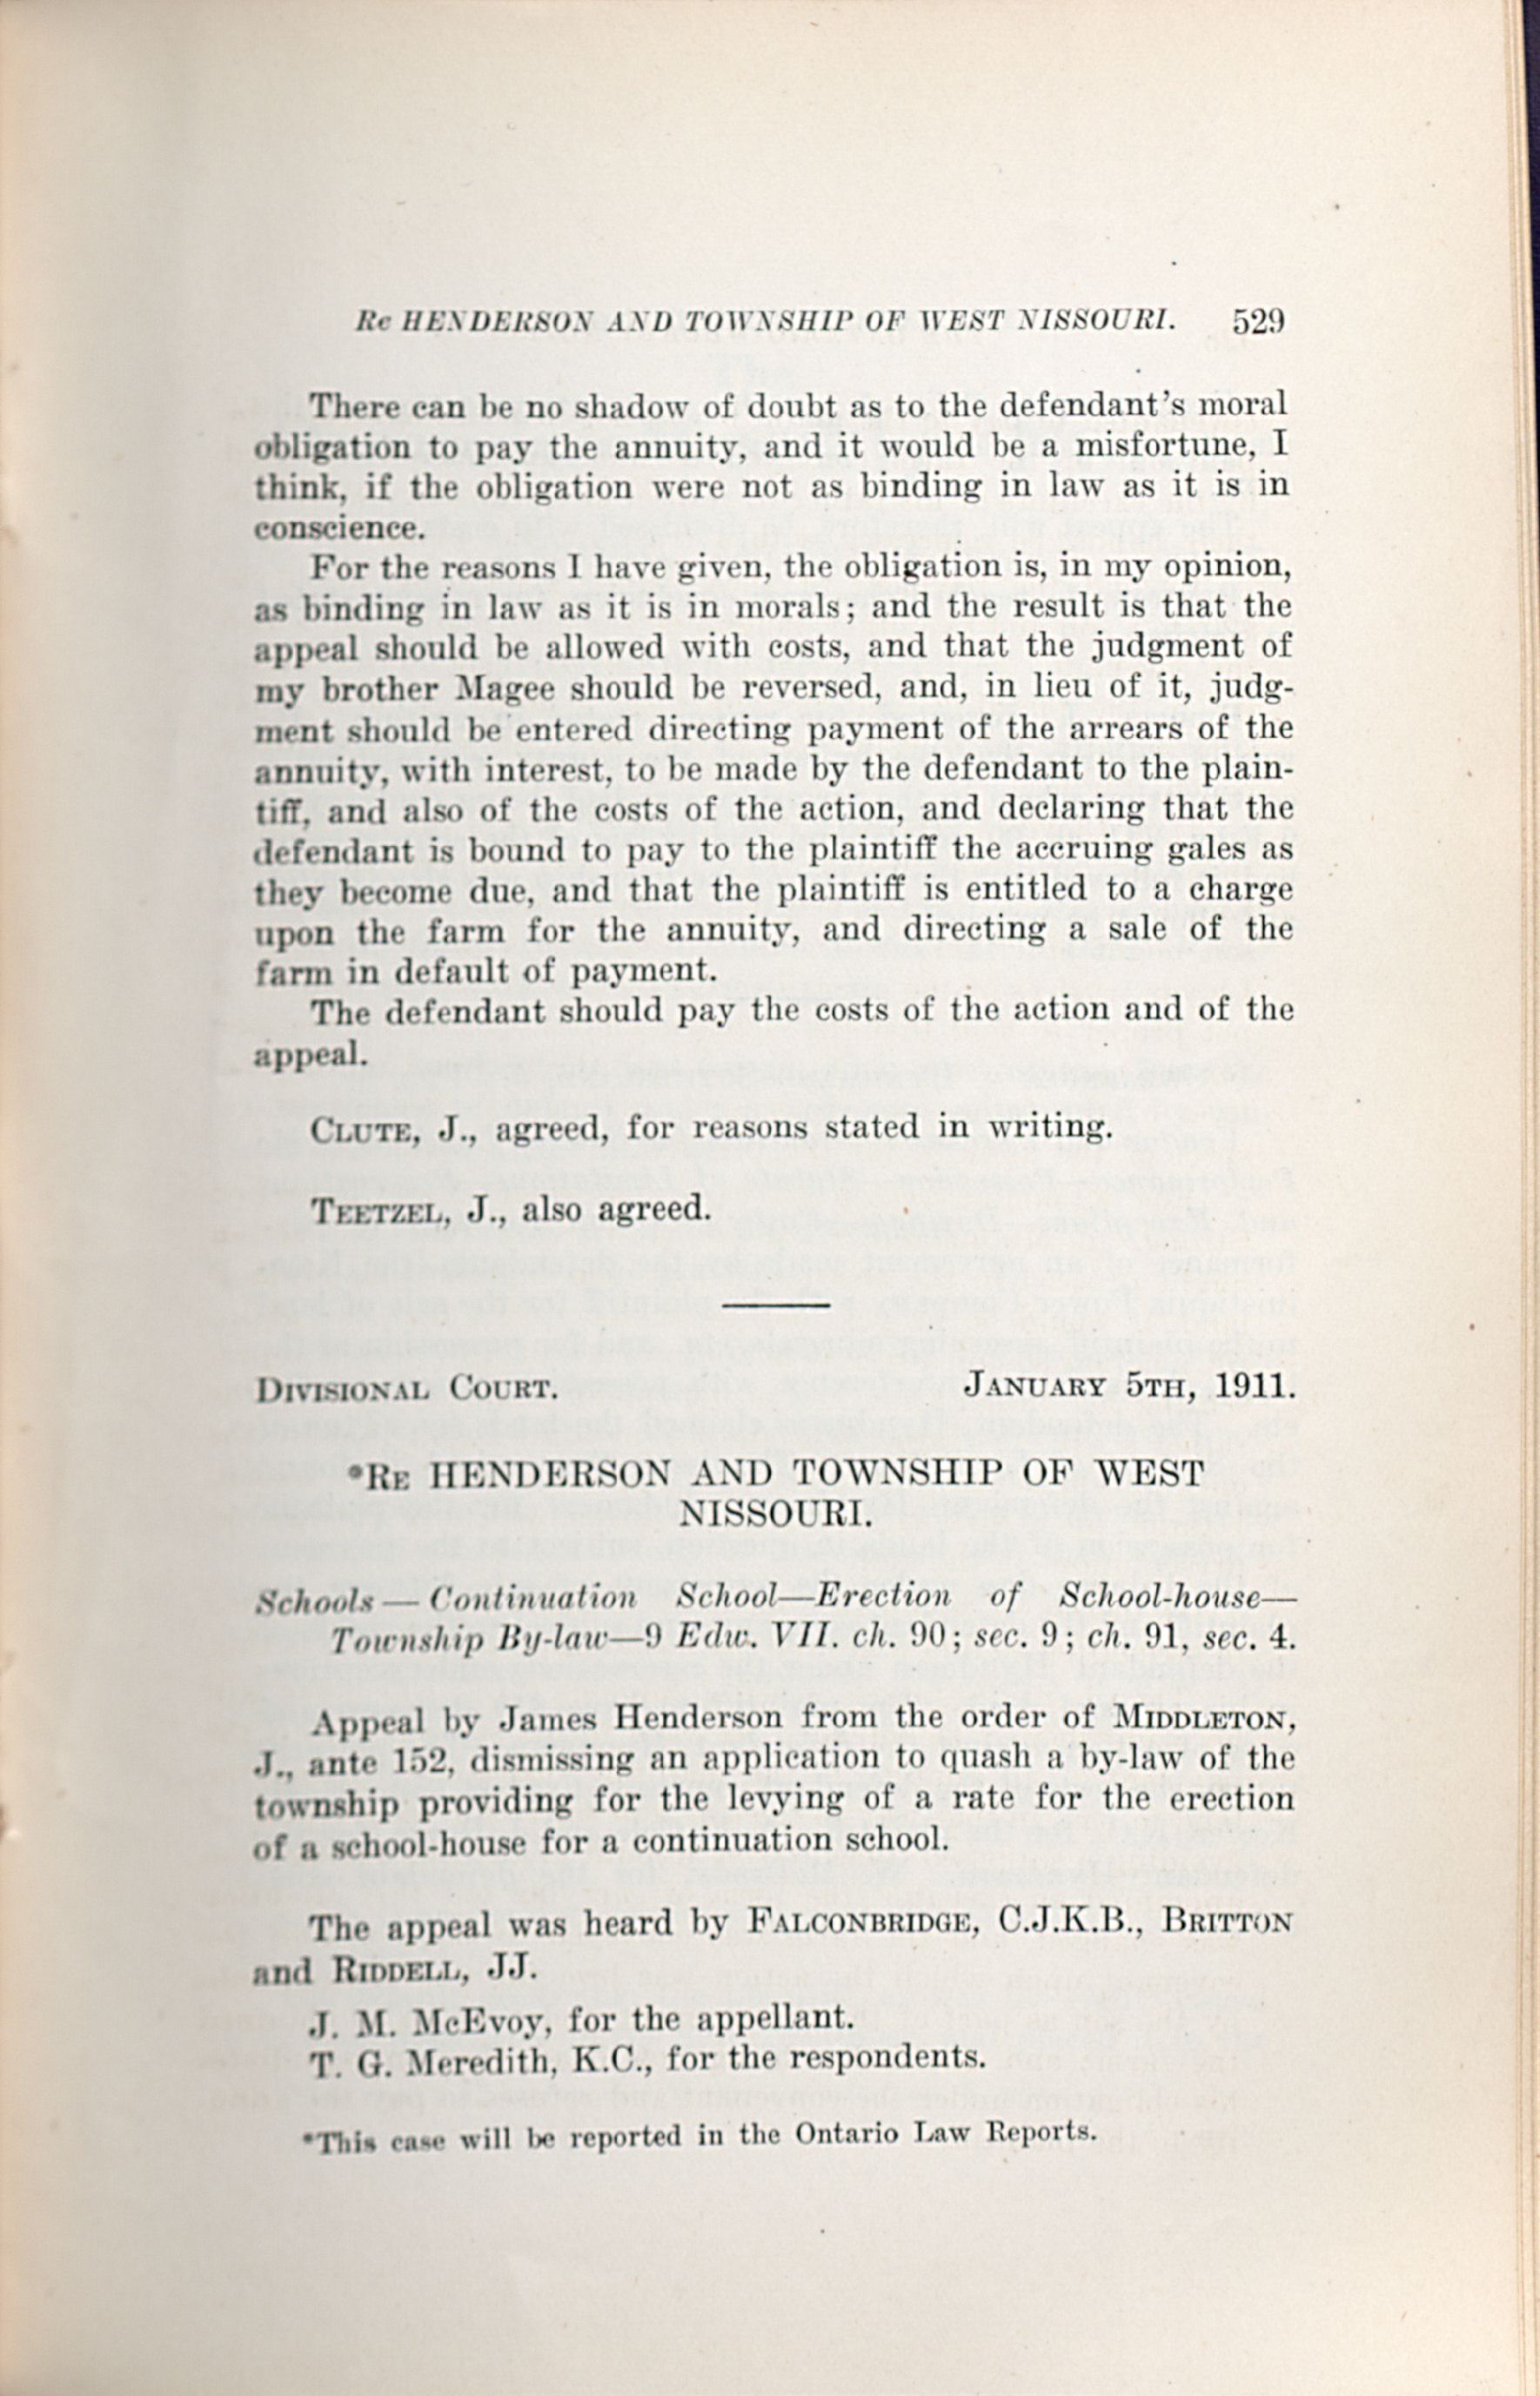 Re HENDERSON AND TOWNSHIP OF WEST NISSOURI. 529
There can be no shadow of doubt as to the defendant's moral
obligation to pay the annuity, and it would be a misfortune, I
think, if the obligation were not as binding in law as it is in
conscience.
For the reasons I have given, the obligation is, in my opinion,
as binding in law as it is in morals; and the result is that the
appeal should be allowed with costs, and that the judgment of
my brother Magee should be reversed, and, in lieu of it, judg-
ment should be entered directing payment of the arrears of the
annuity, with interest, to be made by the defendant to the plain-
tiff, and also of the costs of the action, and declaring that the
defendant is bound to pay to the plaintiff the accruing gales as
they become due, and that the plaintiff is entitled to a charge
upon the farm for the annuity, and directing a sale of the
farm in default of payment.
The defendant should pay the costs of the action and of the
appeal.
CLUTE, J., agreed, for reasons stated in writing.
TEETZEL, J., also agreed.
DIVISIONAL COURT. JANUARY 5TH, 1911.
*RE HENDERSON AND TOWNSHIP OF WEST
NISSOURI.
Schools — Continuation School—Erection of School-house—
Township By-law—9 Edw. VII. ch. 90; sec. 9; ch. 91, sec. 4.
Appeal by James Henderson from the order of MIDDLETON,
J., ante 152, dismissing an application to quash a by-law of the
township providing for the levying of a rate for the erection
of a school-house for a continuation school.
The appeal was heard by FALCONBRIDGE, C.J.K.B., BRITTON
and RIDDELL, JJ.
J. M. McEvoy, for the appellant.
T. G. Meredith, K.C., for the respondents.
*This case will be reported in the Ontario Law Reports.